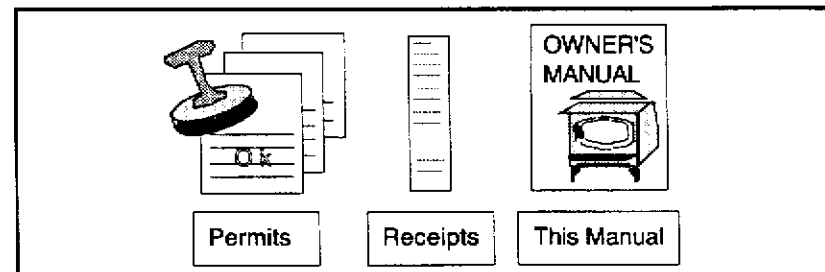 OWNER'S
MANUAL
Ok
Permits
Receipts
This Manual